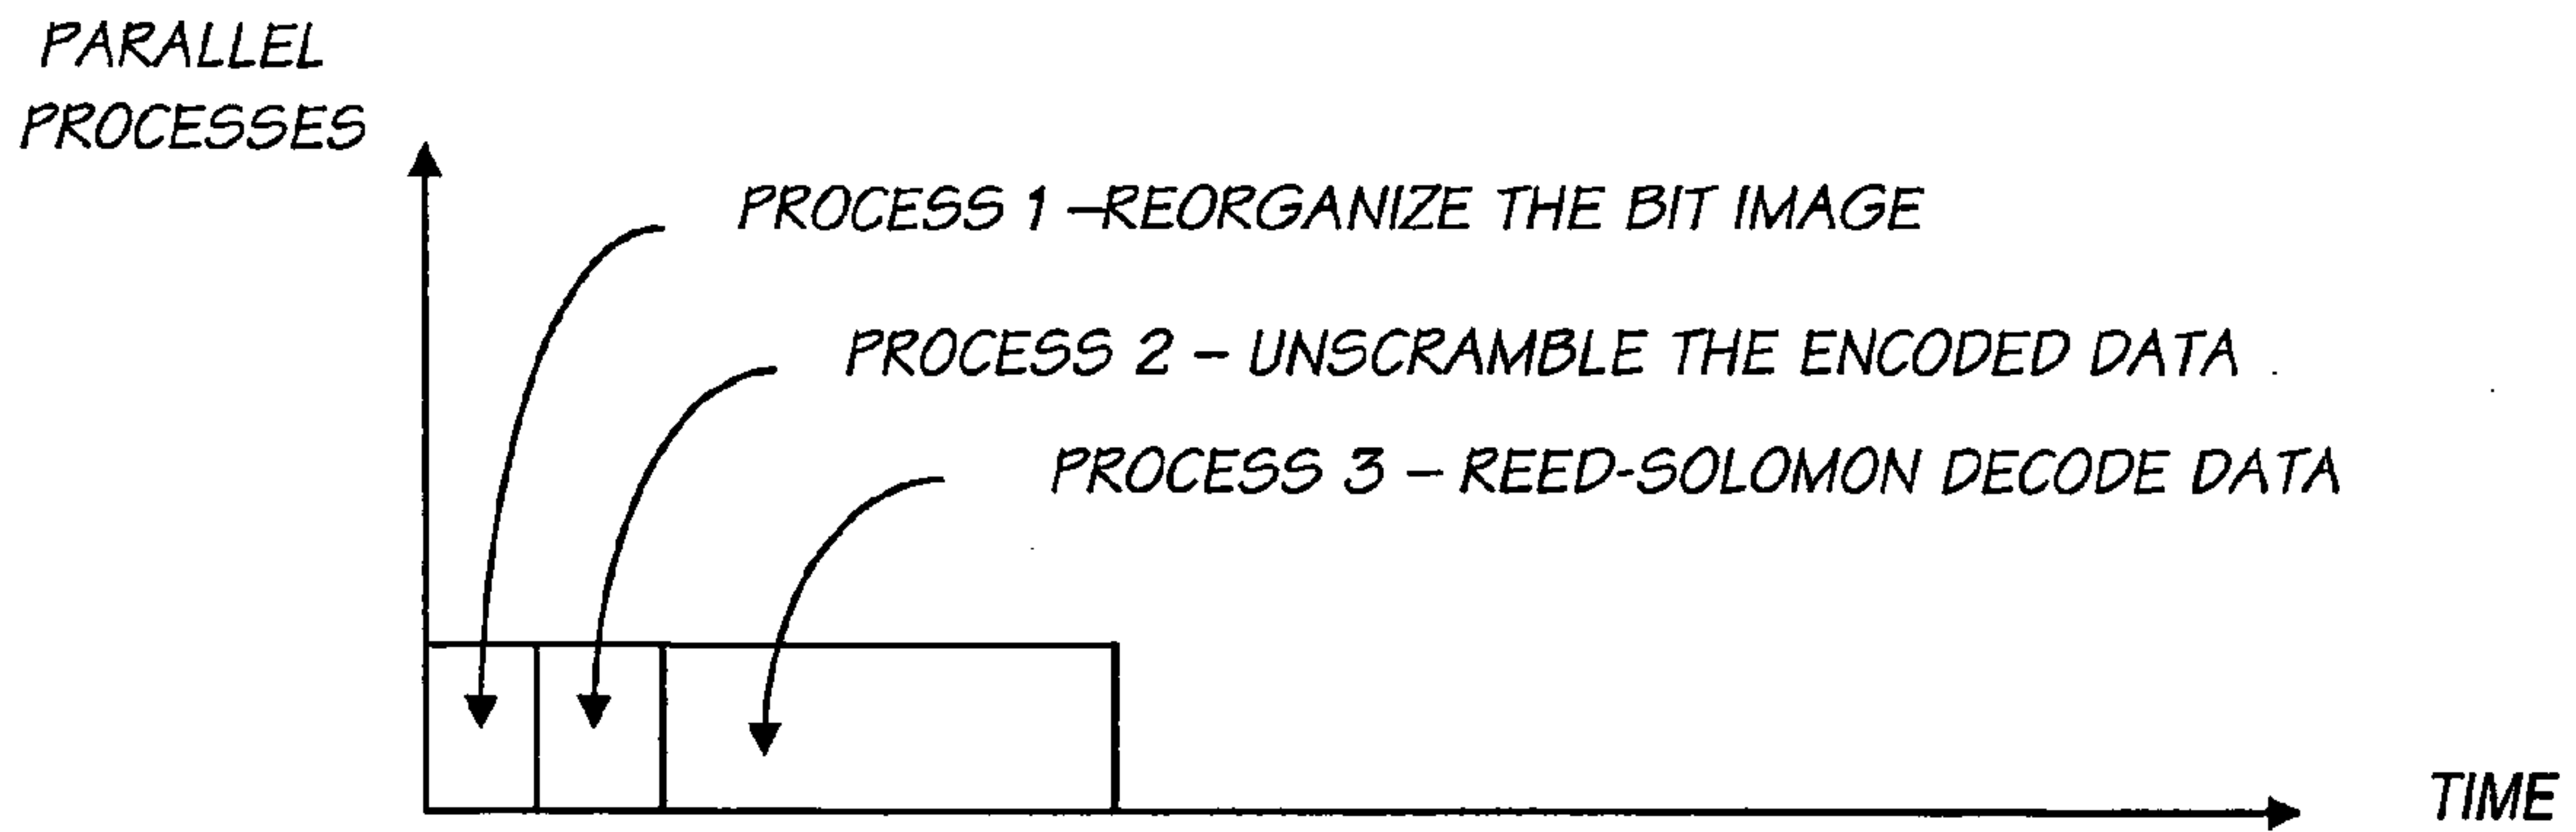 PARALLEL
PROCESSES
PROCESS 1 –REORGANIZE THE BIT IMAGE
PROCESS 2 – UNSCRAMBLE THE ENCODED DATA
PROCESS 3 – REED-SOLOMON DECODE DATA
TIME